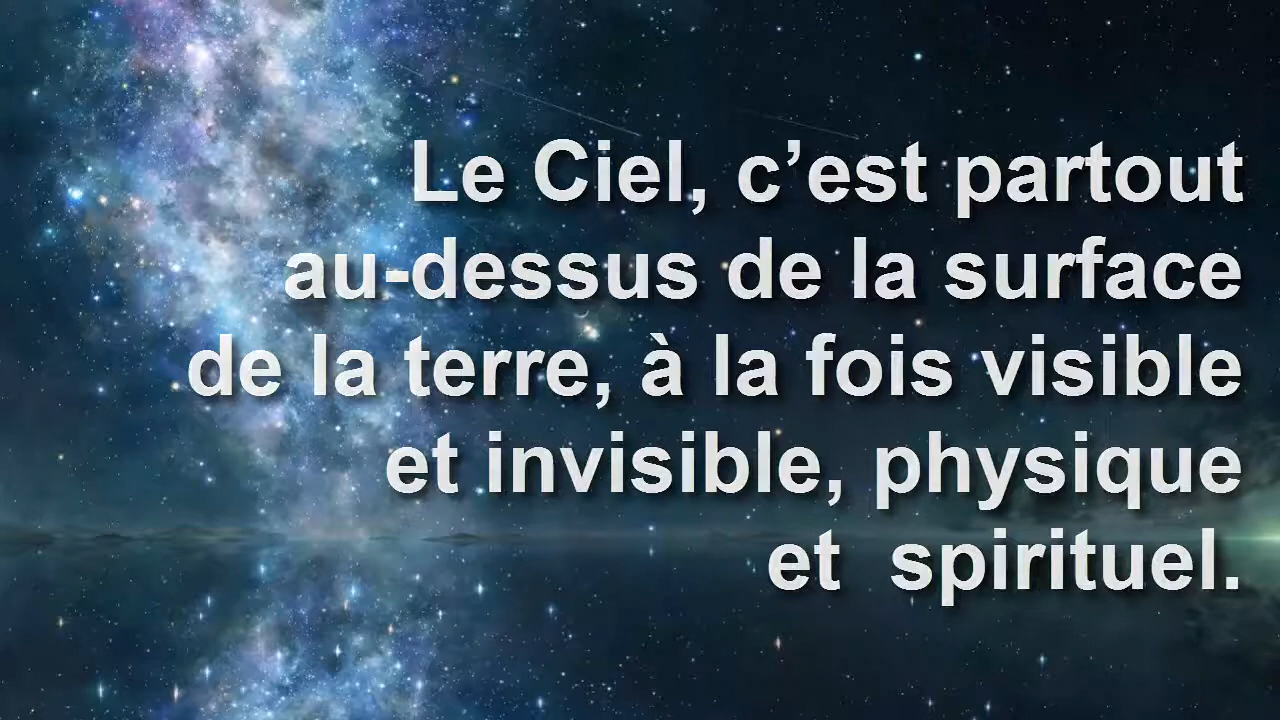 Le Ciel, c’est partout
au-dessus de la surface
de la terre, à la fois visible
et invisible, physique
et  spirituel.